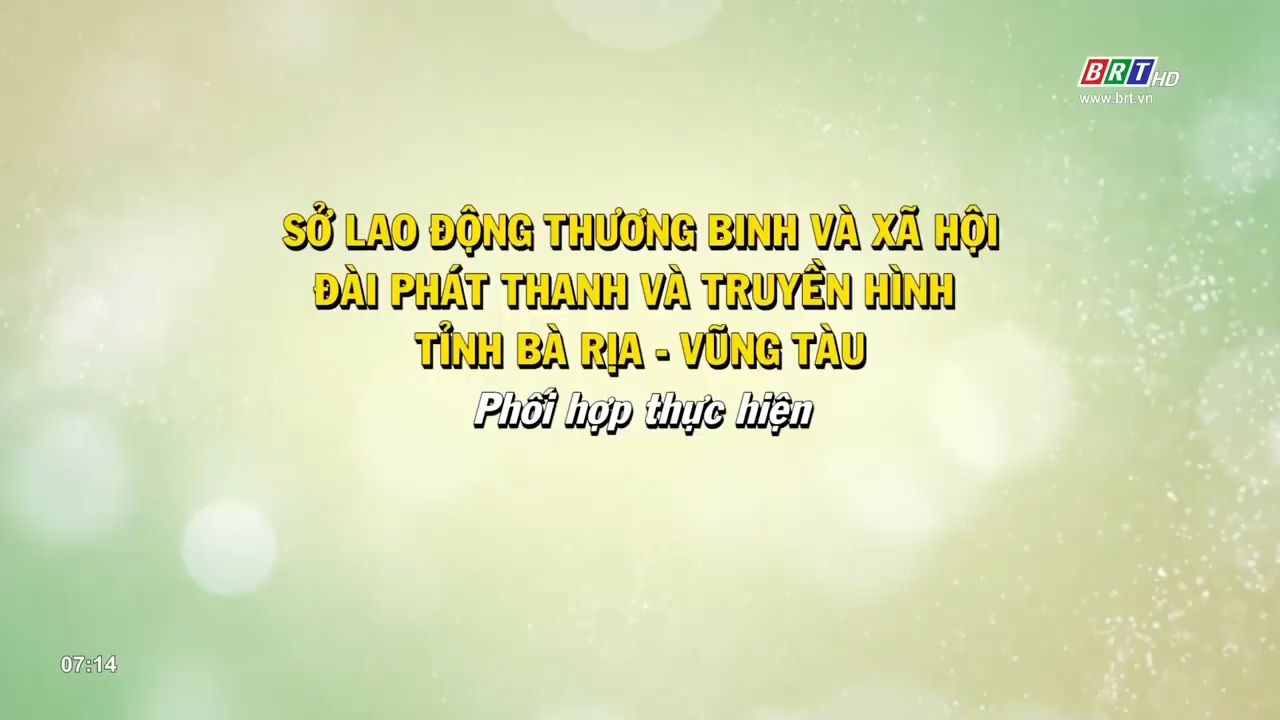 BRT HD
www.brt.vn
SỞ LAO ĐỘNG THƯƠNG BINH VÀ XÃ HỘI
ĐÀI PHÁT THANH VÀ TRUYỀN HÌNH
TỈNH BÀ RỊA - VŨNG TÀU
Phối hợp thực hiện
07:14